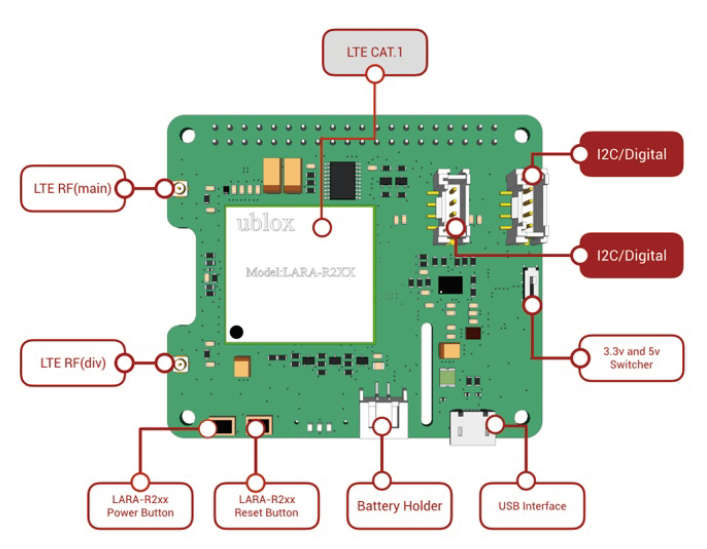 LTE CAT.1
I2C/Digital
LTE RF(main)
ublox
I2C/Digital
Model:LARA-R2XX
3.3v and 5v
Switcher
LTE RF(div)
LARA-R2xx
Power Button
LARA-R2xx
Reset Button
Battery Holder
USB Interface